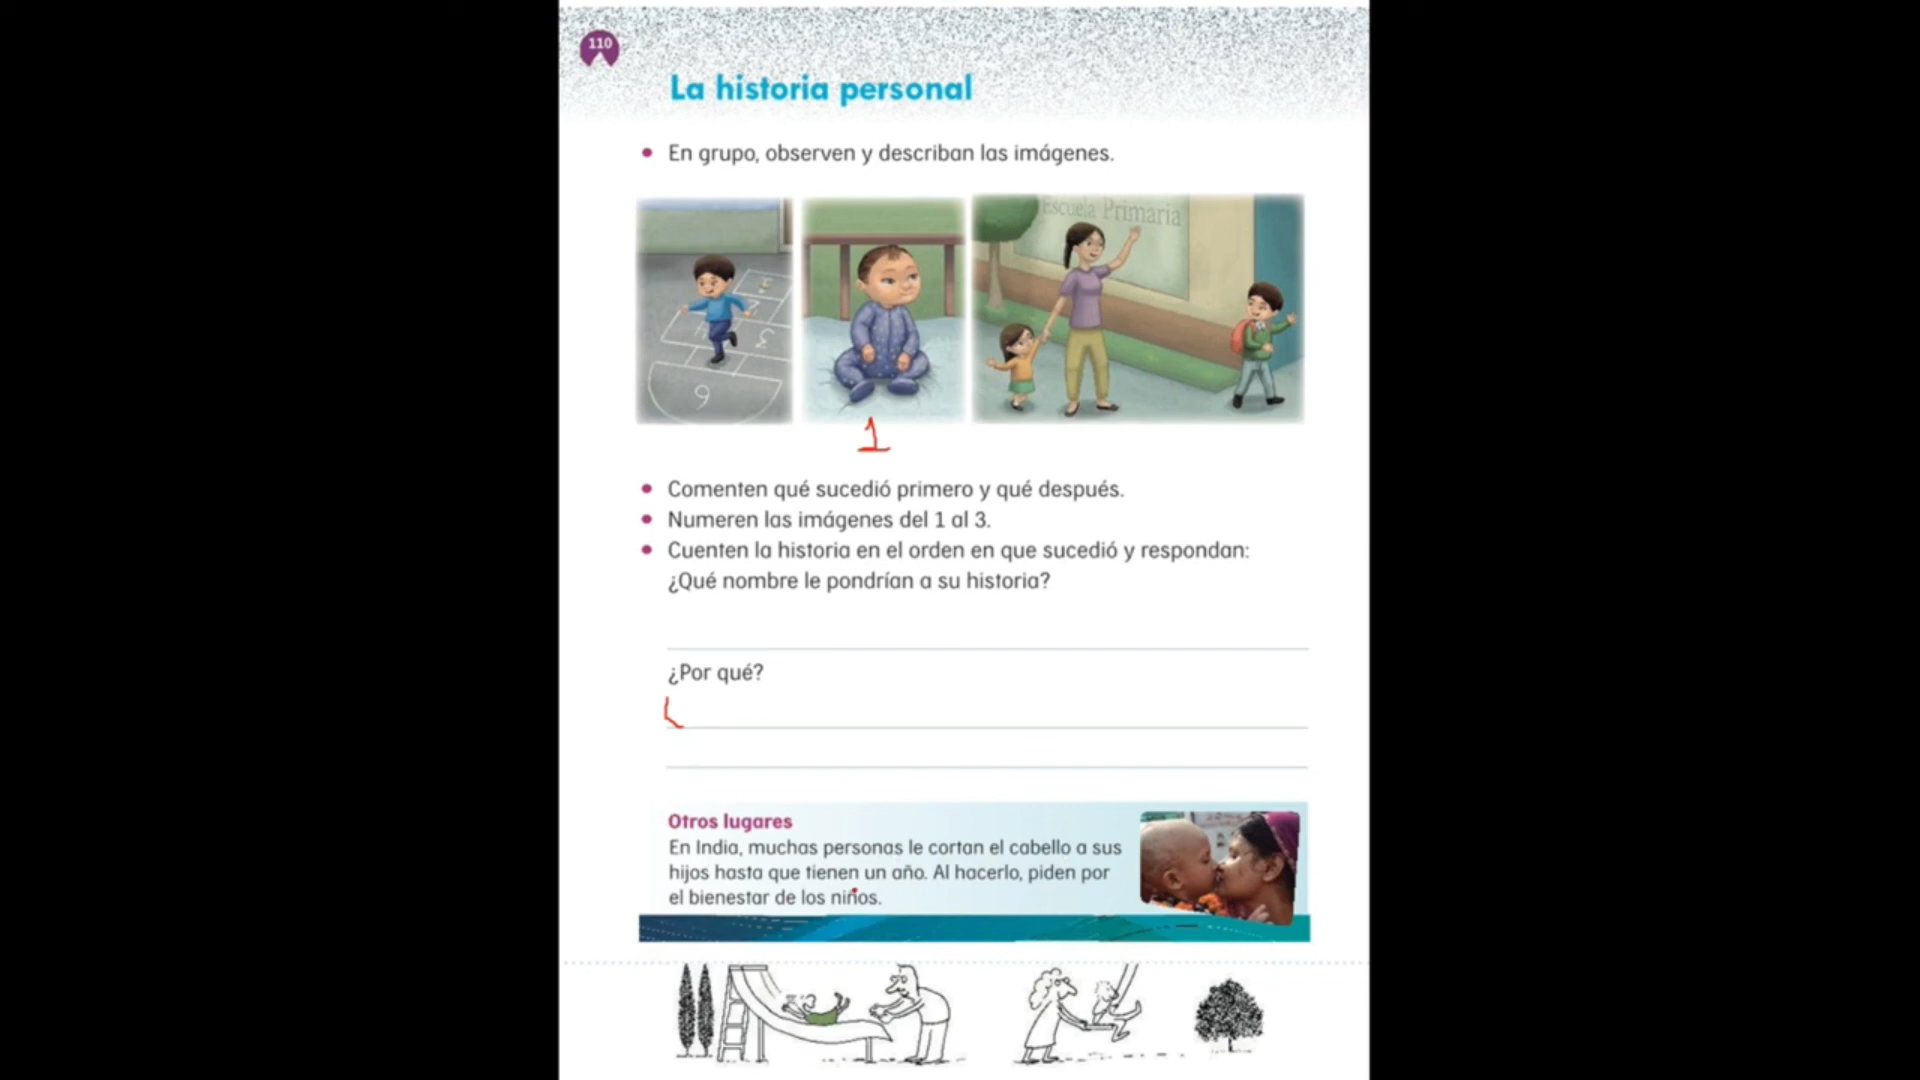 110
La historia personal
• En grupo, observen y describan las imágenes.
Escuela Primaria
3
6
1
• Comenten qué sucedió primero y qué después.
• Numeren las imágenes del 1 al 3.
• Cuenten la historia en el orden en que sucedió y respondan:
¿Qué nombre le pondrían a su historia?
¿Por qué?
Otros lugares
En India, muchas personas le cortan el cabello a sus
hijos hasta que tienen un año. Al hacerlo, piden por
el bienestar de los niños.